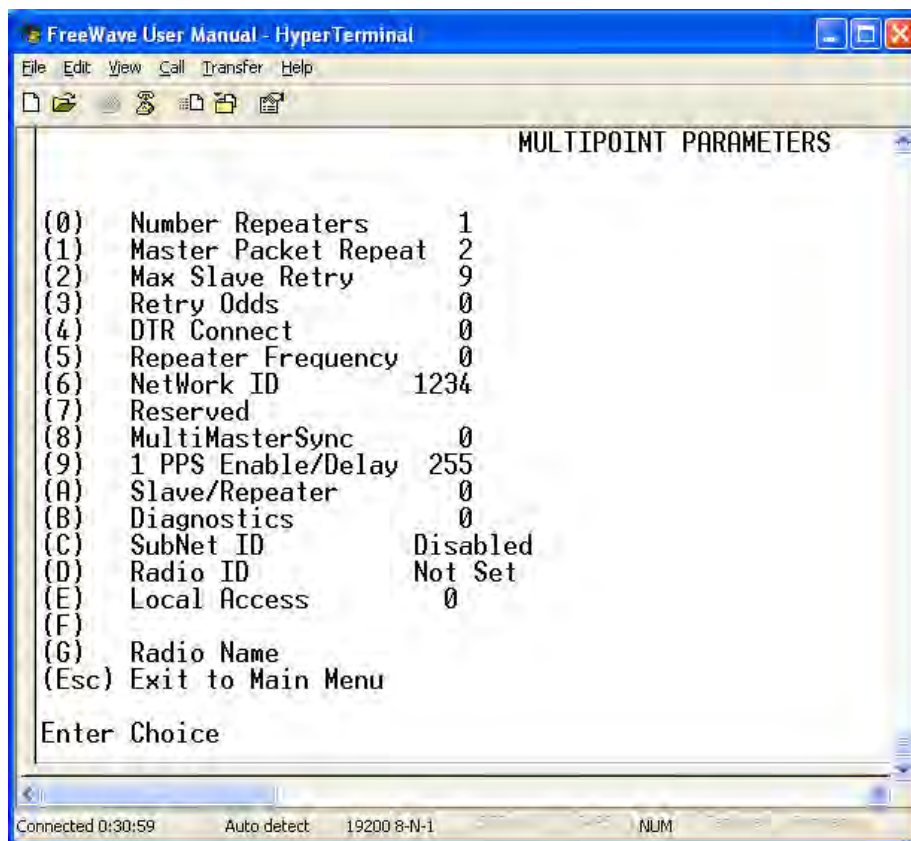 FreeWave User Manual - HyperTerminal
File Edit View Call Transfer Help
MULTIPOINT PARAMETERS
(0) Number Repeaters 1
(1) Master Packet Repeat 2
(2) Max Slave Retry 9
(3) Retry Odds 0
(4) DTR Connect 0
(5) Repeater Frequency 0
(6) NetWork ID 1234
(7) Reserved
(8) MultiMasterSync 0
(9) 1 PPS Enable/Delay 255
(A) Slave/Repeater 0
(B) Diagnostics 0
(C) SubNet ID Disabled
(D) Radio ID Not Set
(E) Local Access 0
(F)
(G) Radio Name
(Esc) Exit to Main Menu
Enter Choice
Connected 0:30:59 Auto detect 19200 8-N-1 NUM